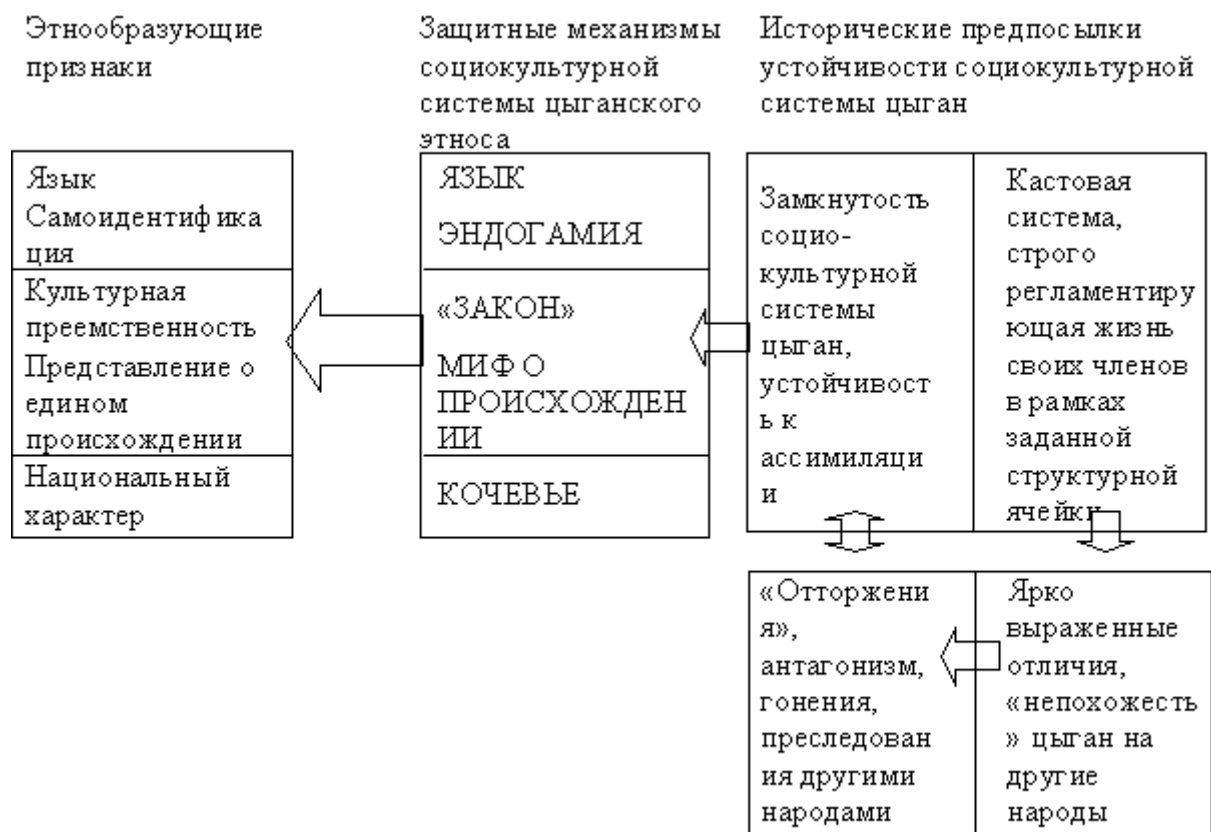 Этнообразующие
признаки
Защитные механизмы
социокультурной
системы цыганского
этноса
Исторические предпосылки
устойчивости социокультурной
системы цыган
Язык
Самоидентифика
ция
Культурная
преемственность
Представление о
едином
происхождении
Национальный
характер
ЯЗЫК
ЭНДОГАМИЯ
«ЗАКОН»
МИФ О
ПРОИСХОЖДЕН
ИИ
КОЧЕВЬЕ
Замкнутость
социо-
культурной
системы
цыган,
устойчивост
ь к
ассимиляци
и
Кастовая
система,
строго
регламентиру
ющая жизнь
своих членов
в рамках
заданной
структурной
ячейки
«Отторжени
я»,
антагонизм,
гонения,
преследован
ия другими
народами
Ярко
выраженные
отличия,
«непохожесть
» цыган на
другие
народы